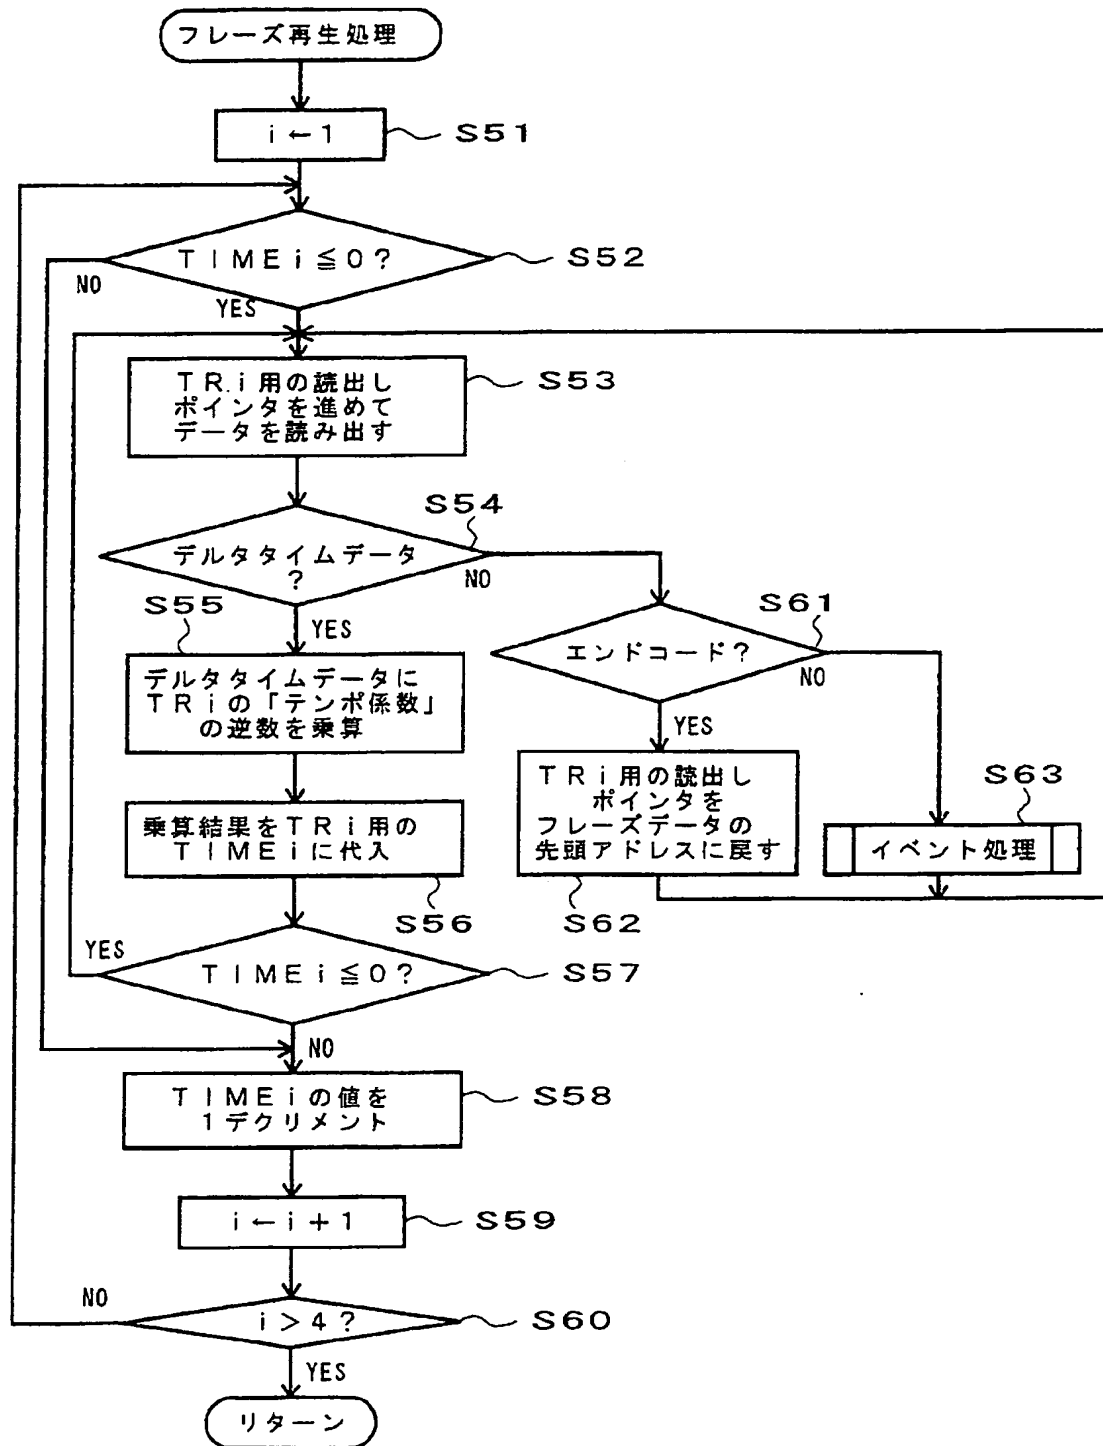 フレーズ再生処理
i←1
S51
TIMEi≦0?
S52
NO
YES
TR.i用の読出し
ポインタを進めて
データを読み出す
S53
S54
デルタタイムデータ
?
NO
YES
S55
デルタタイムデータに
TRiの「テンポ係数」
の逆数を乗算
S61
エンドコード?
NO
YES
乗算結果をTRi用の
TIMEiに代入
S56
TRi用の読出し
ポインタを
フレーズデータの
先頭アドレスに戻す
S62
S63
イベント処理
YES
TIMEi≦0?
S57
NO
TIMEiの値を
1デクリメント
S58
i←i+1
S59
NO
i>4?
S60
YES
リターン